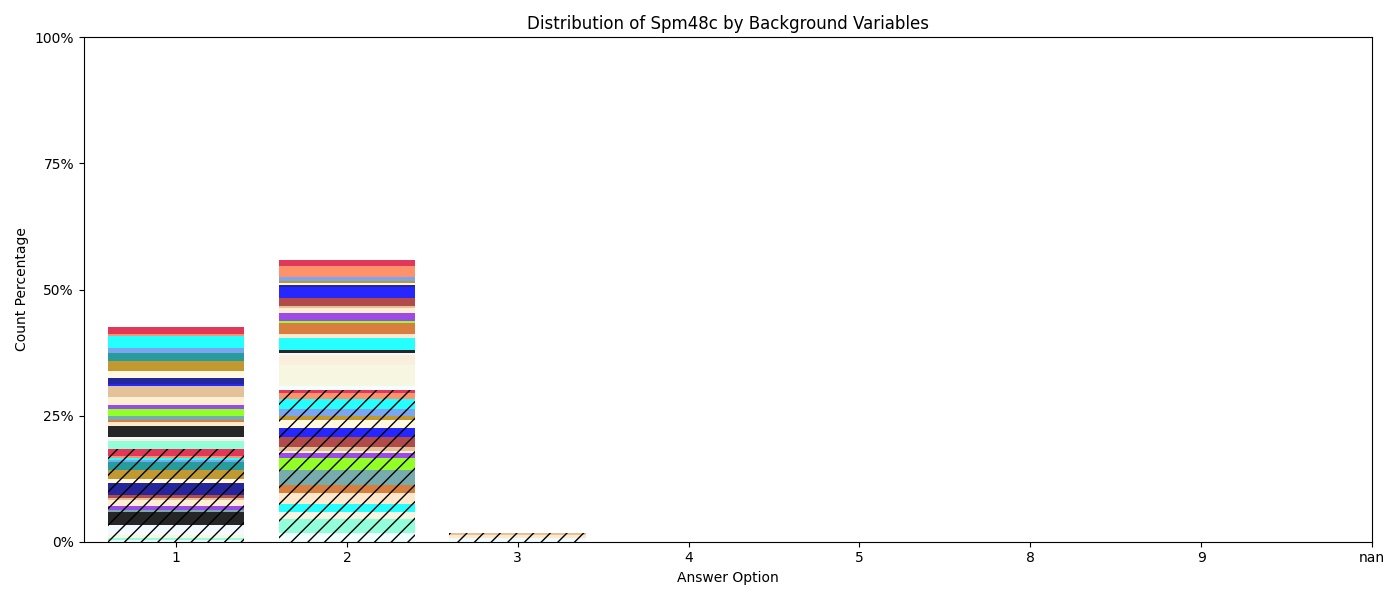 Distribution of Spm48c by Background Variables
100%
75%
50%
25%
0%
Count Percentage
1 2 3 4 5 8 9 nan
Answer Option